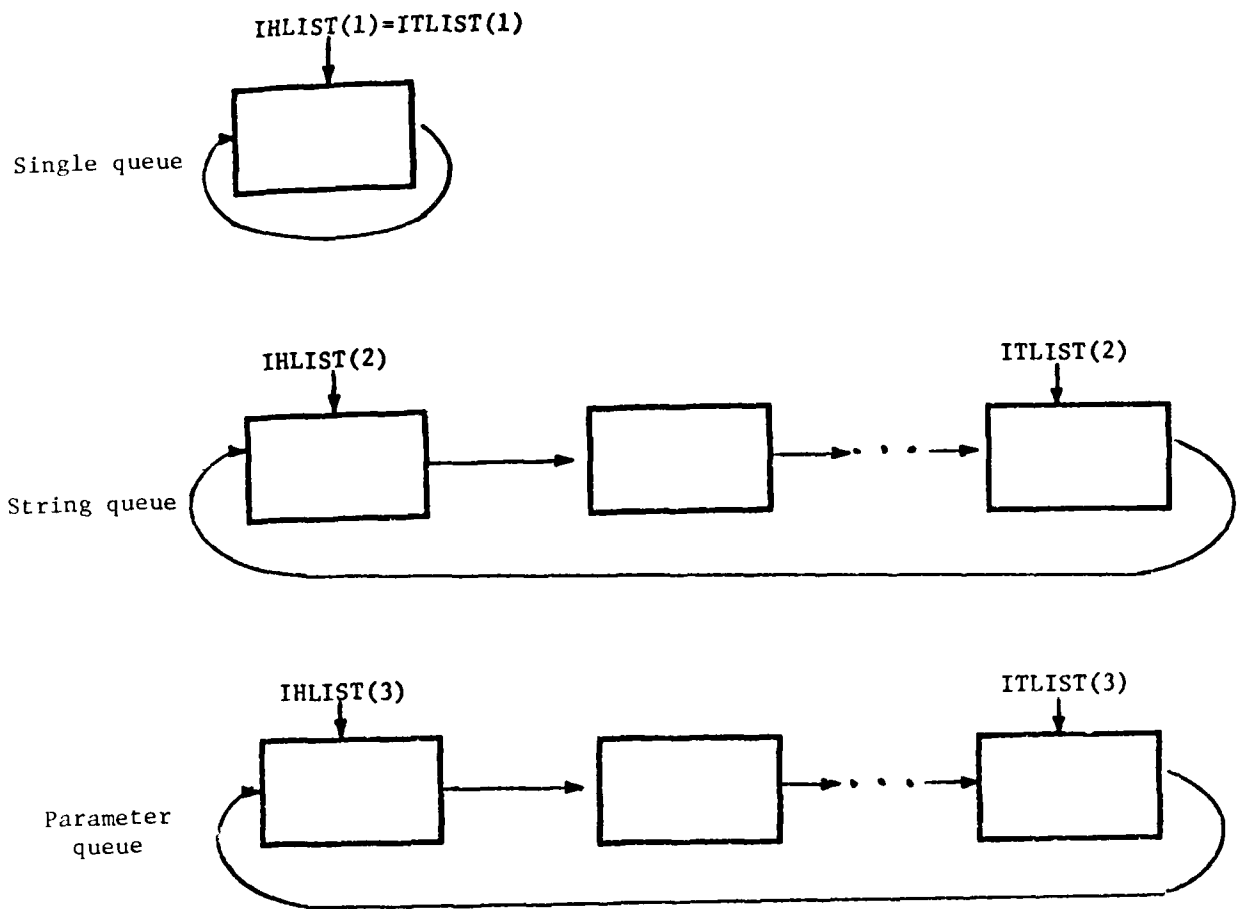 IHLIST(1)=ITLIST(1)
Single queue
IHLIST(2)
ITLIST(2)
String queue
IHLIST(3)
ITLIST(3)
Parameter
queue